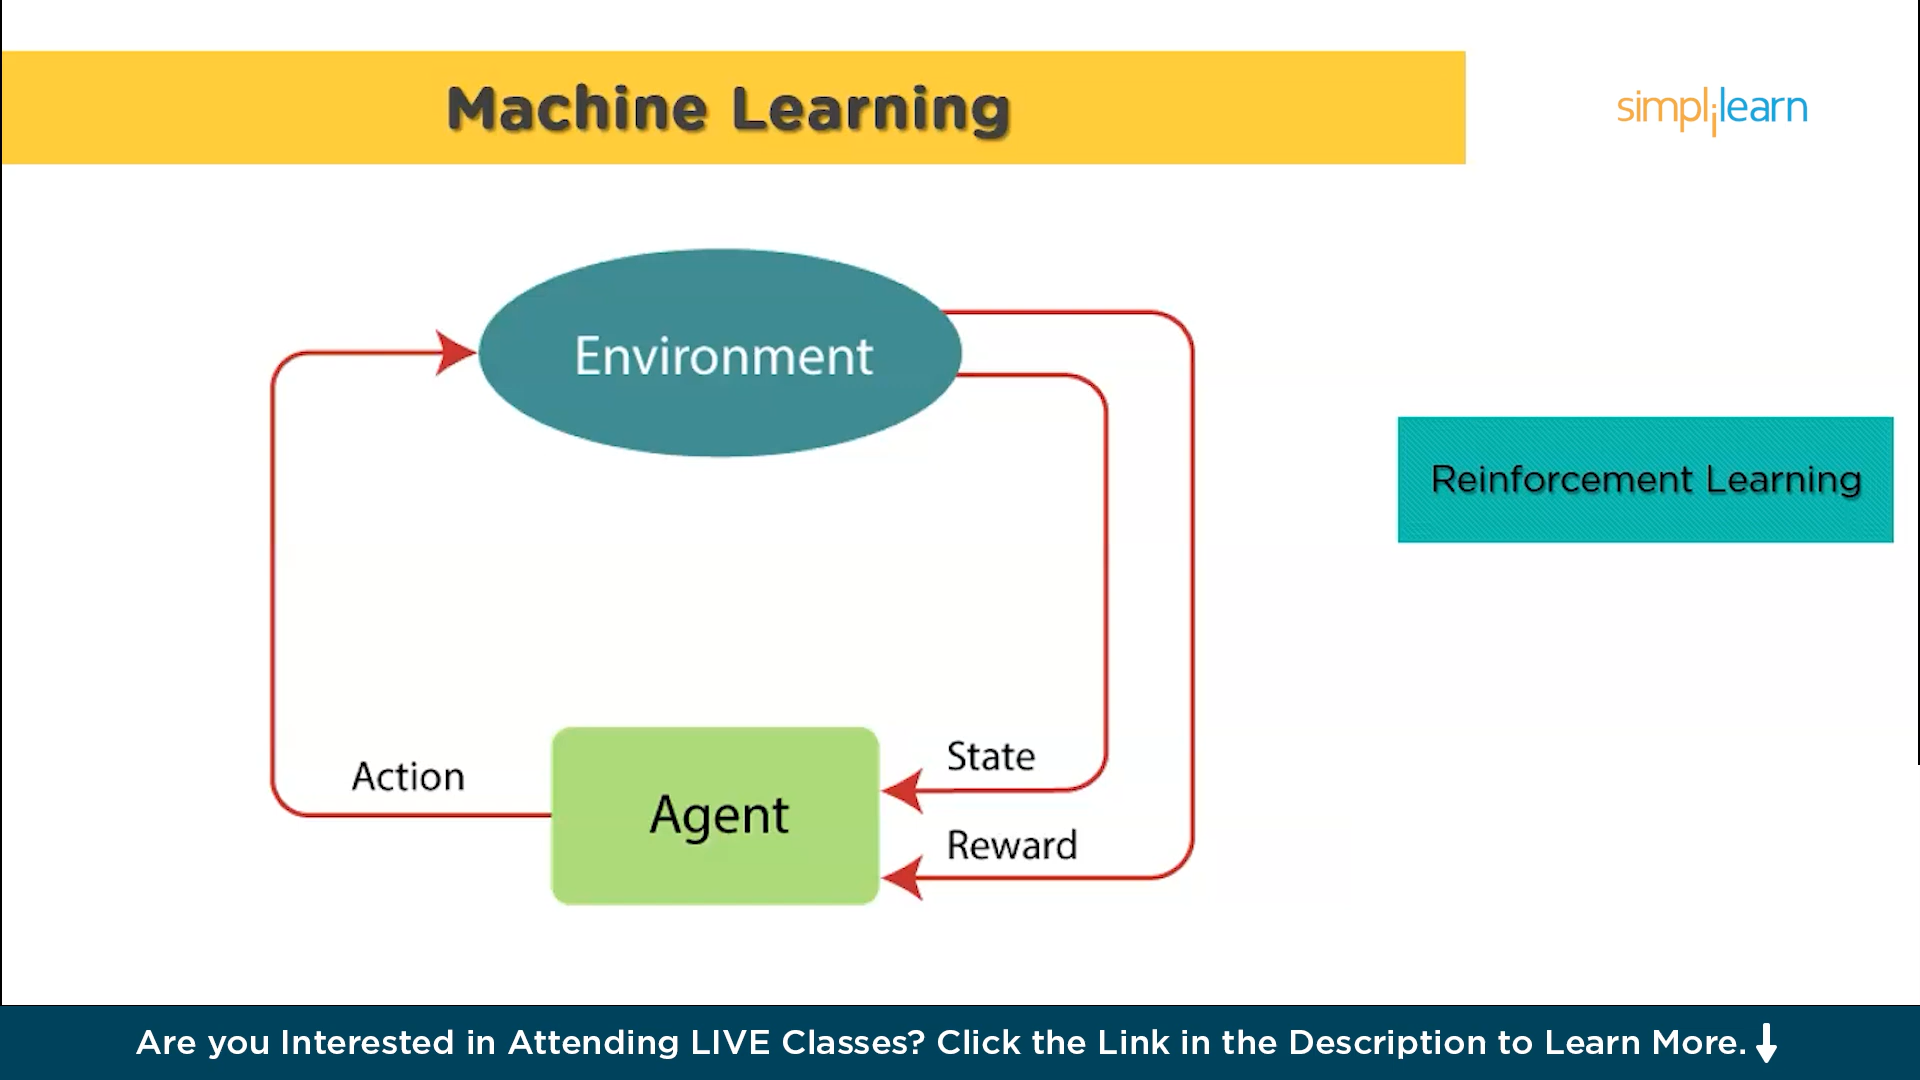 Machine Learning
simplilearn
Environment
Reinforcement Learning
State
Action
Agent
Reward
Are you Interested in Attending LIVE Classes? Click the Link in the Description to Learn More.